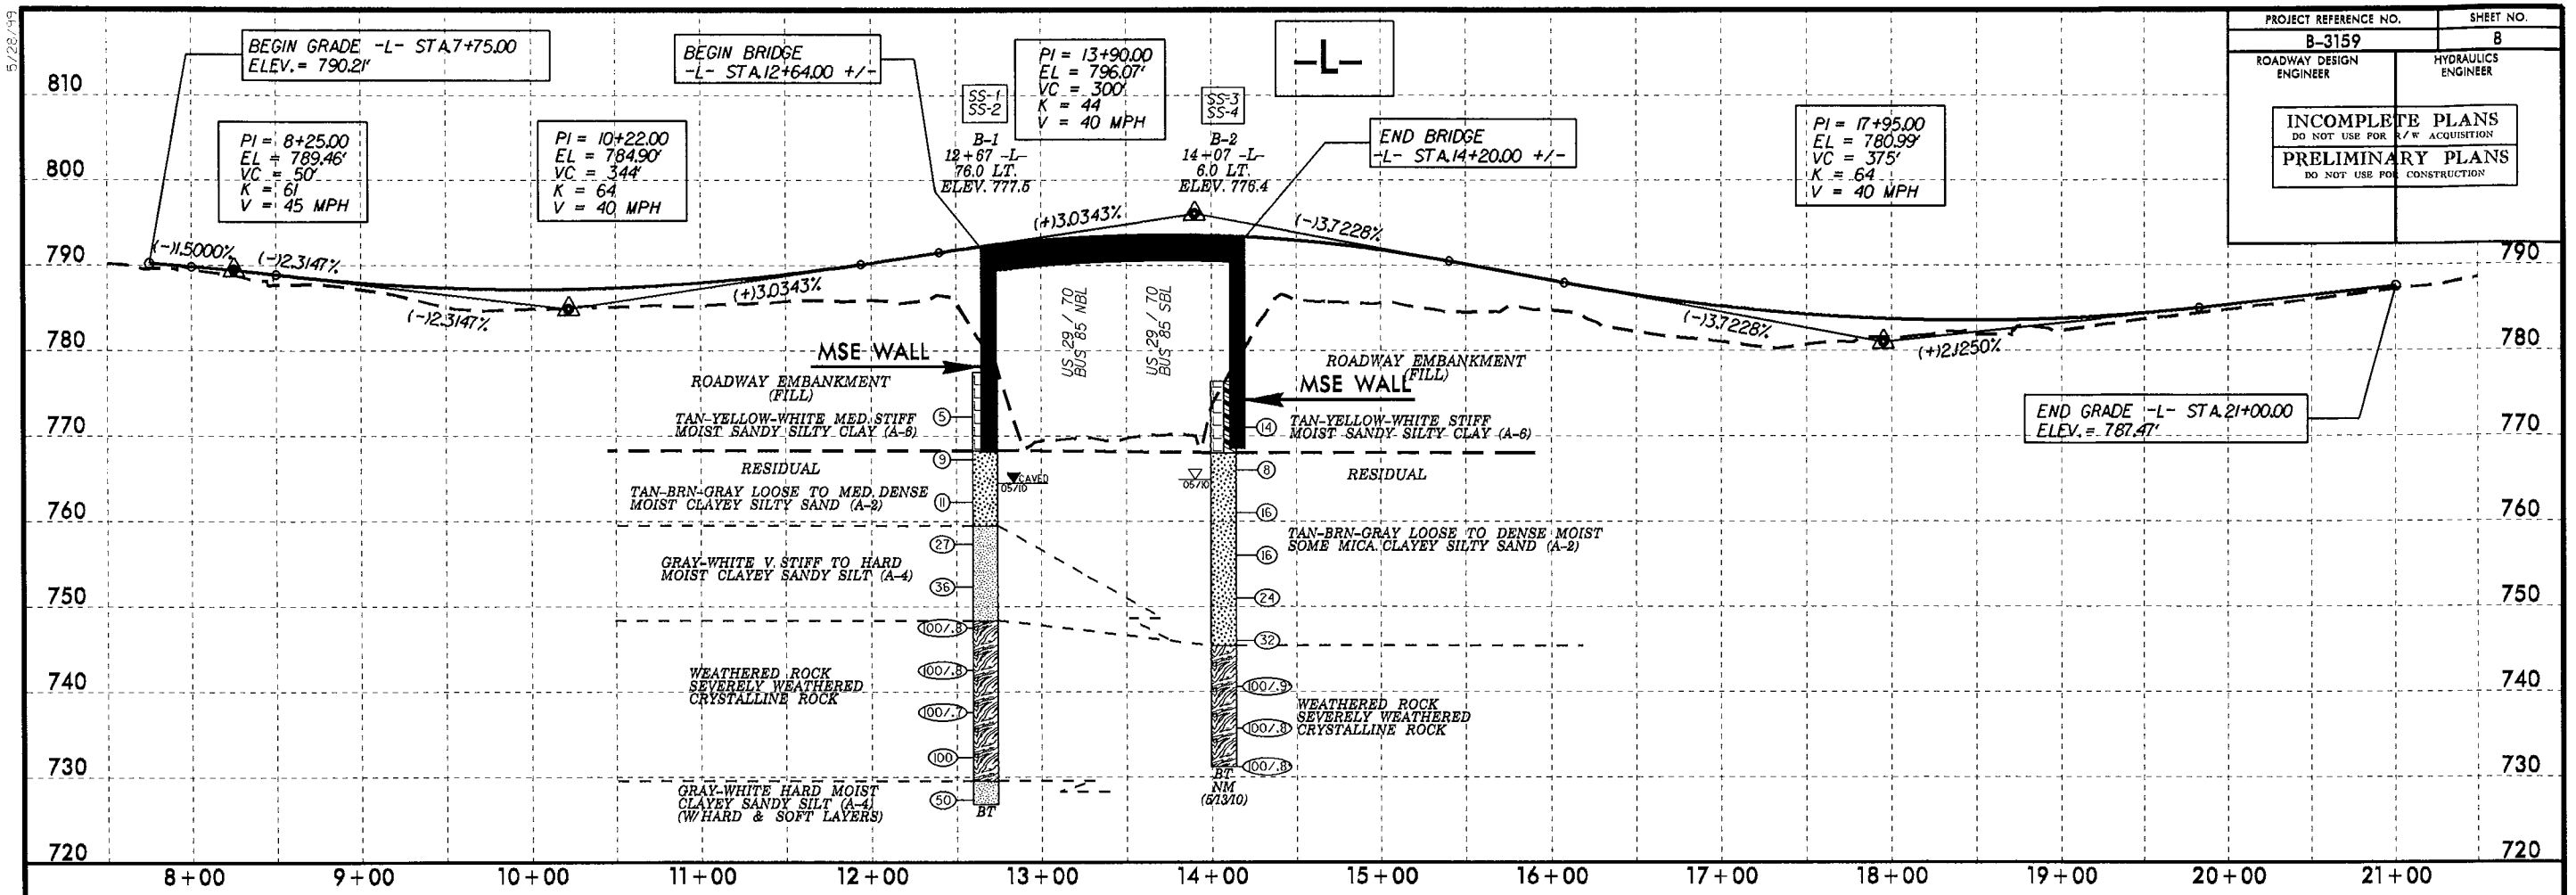 5/28/99
BEGIN GRADE -L- STA.7+75.00
ELEV.= 790.21'
BEGIN BRIDGE
-L- STA.12+64.00 +/-
PI = 13+90.00
EL = 796.07'
VC = 300'
K = 44
V = 40 MPH
-L-
PROJECT REFERENCE NO.
SHEET NO.
B-3159
8
ROADWAY DESIGN
ENGINEER
HYDRAULICS
ENGINEER
INCOMPLETE PLANS
DO NOT USE FOR R/W ACQUISITION
PRELIMINARY PLANS
DO NOT USE FOR CONSTRUCTION
PI = 8+25.00
EL = 789.46'
VC = 50'
K = 61
V = 45 MPH
PI = 10+22.00
EL = 784.90'
VC = 344'
K = 64
V = 40 MPH
SS-1
SS-2
B-1
12+67 -L-
76.0 LT.
ELEV. 777.5
SS-3
SS-4
B-2
14+07 -L-
6.0 LT.
ELEV. 776.4
END BRIDGE
-L- STA.14+20.00 +/-
PI = 17+95.00
EL = 780.99'
VC = 375'
K = 64
V = 40 MPH
810
800
790
780
770
760
750
740
730
720
790
780
770
760
750
740
730
720
(-)1.5000%
(-)2.3147%
(-)2.3147%
(+)3.0343%
(+)3.0343%
(-)3.7228%
(-)3.7228%
(+)2.1250%
US 29 / 70
BUS 85 NBL
US 29 / 70
BUS 85 SBL
MSE WALL
MSE WALL
ROADWAY EMBANKMENT
(FILL)
TAN-YELLOW-WHITE MED. STIFF
MOIST SANDY SILTY CLAY (A-6)
RESIDUAL
TAN-BRN-GRAY LOOSE TO MED. DENSE
MOIST CLAYEY SILTY SAND (A-2)
GRAY-WHITE V. STIFF TO HARD
MOIST CLAYEY SANDY SILT (A-4)
WEATHERED ROCK
SEVERELY WEATHERED
CRYSTALLINE ROCK
GRAY-WHITE HARD MOIST
CLAYEY SANDY SILT (A-4)
(W/HARD & SOFT LAYERS)
5
9
11
27
36
100/.8
100/.8
100/.7
100
50
BT
CAVED
05/10
05/10
ROADWAY EMBANKMENT
(FILL)
TAN-YELLOW-WHITE STIFF
MOIST SANDY SILTY CLAY (A-6)
RESIDUAL
TAN-BRN-GRAY LOOSE TO DENSE MOIST
SOME MICA. CLAYEY SILTY SAND (A-2)
WEATHERED ROCK
SEVERELY WEATHERED
CRYSTALLINE ROCK
14
8
16
16
24
32
100/.9
100/.8
100/.8
BT
NM
(5/13/10)
END GRADE -L- STA.21+00.00
ELEV.= 787.47'
8+00
9+00
10+00
11+00
12+00
13+00
14+00
15+00
16+00
17+00
18+00
19+00
20+00
21+00